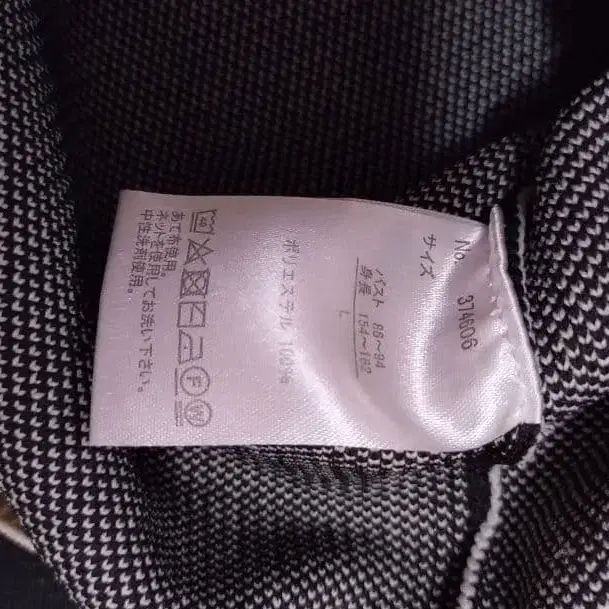 No. 374606
サイズ
バスト 86～94
身長 154～162
L
ポリエステル 100%
40
F W
あて布使用。
ネットを使用してお洗い下さい。
中性洗剤使用。